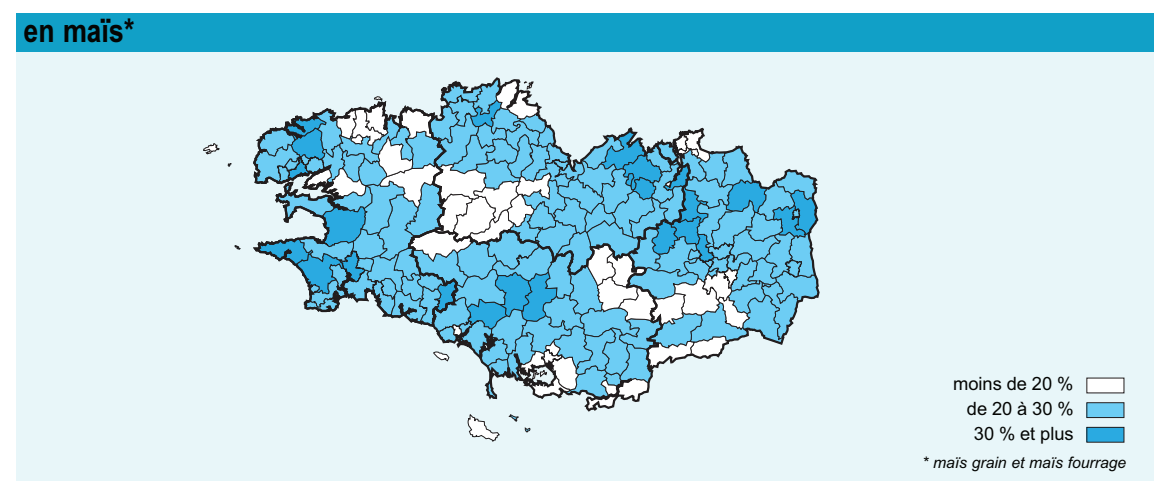 en maïs*
moins de 20 %
de 20 à 30 %
30 % et plus
* maïs grain et maïs fourrage